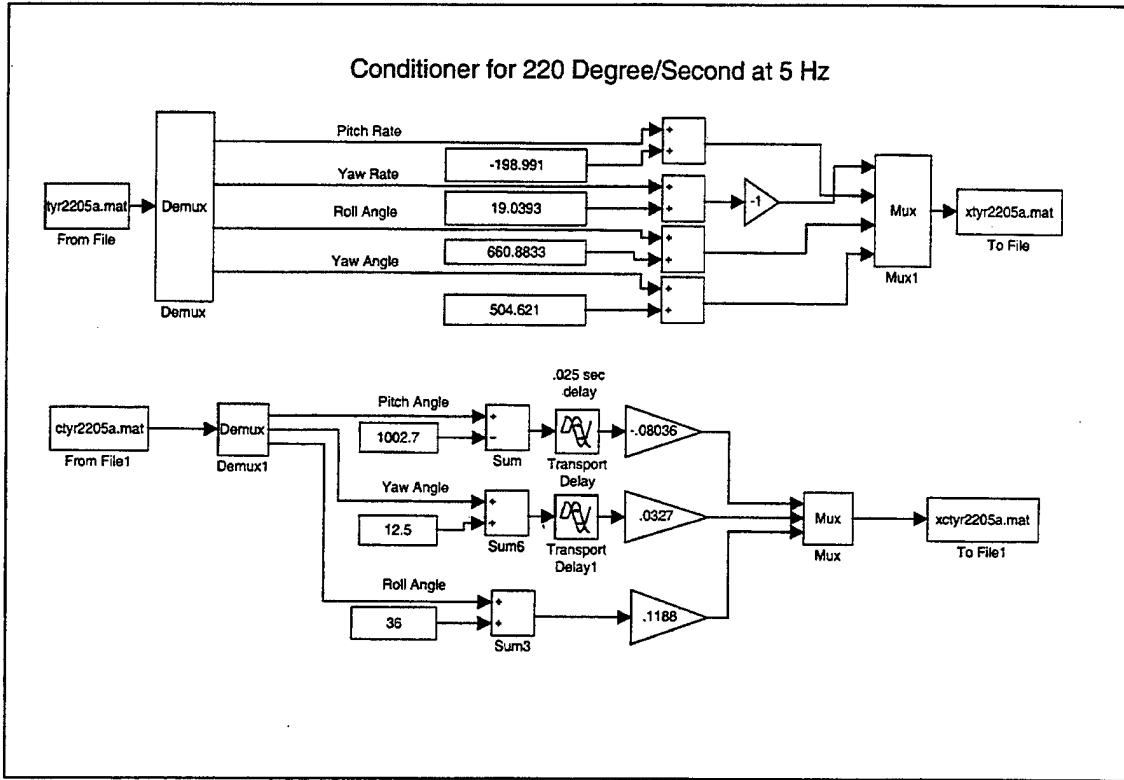 Conditioner for 220 Degree/Second at 5 Hz
tyr2205a.mat
From File
Demux
Demux
Pitch Rate
-198.991
Yaw Rate
19.0393
Roll Angle
660.8833
Yaw Angle
504.621
+
+
+
+
+
+
+
+
-1
Mux
Mux1
xtyr2205a.mat
To File
ctyr2205a.mat
From File1
Demux
Demux1
Pitch Angle
1002.7
+
−
Sum
.025 sec
delay
Transport
Delay
-.08036
Yaw Angle
12.5
+
+
Sum6
Transport
Delay1
.0327
Roll Angle
36
+
+
Sum3
.1188
Mux
Mux
xctyr2205a.mat
To File1